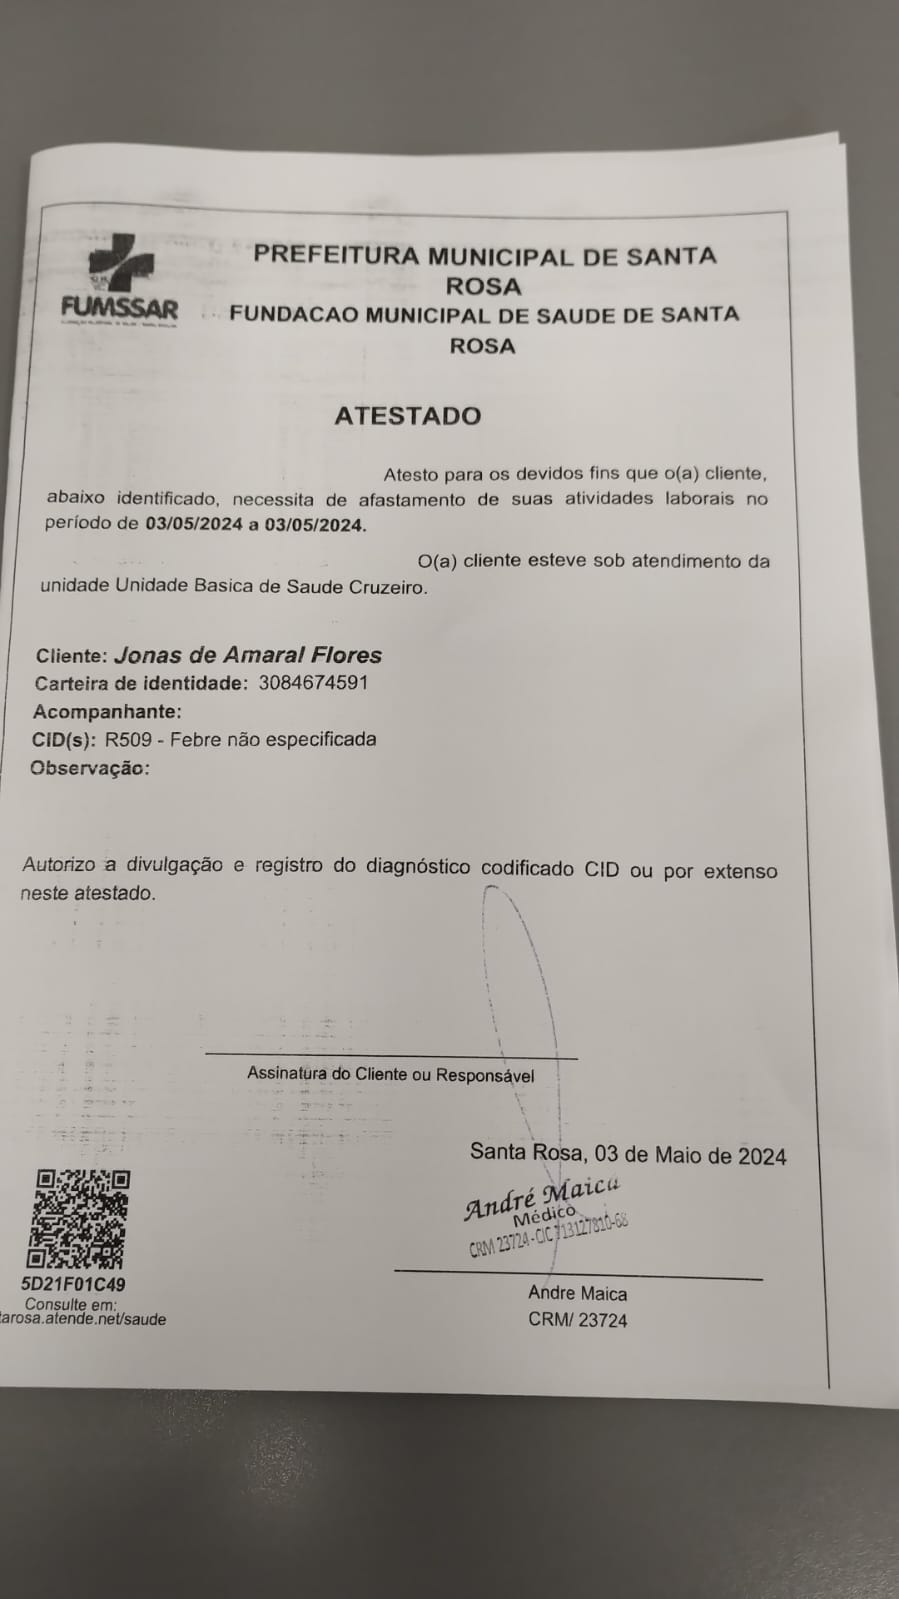 FUMSSAR
PREFEITURA MUNICIPAL DE SANTA
ROSA
FUNDACAO MUNICIPAL DE SAUDE DE SANTA
ROSA
ATESTADO
Atesto para os devidos fins que o(a) cliente,
abaixo identificado, necessita de afastamento de suas atividades laborais no
período de 03/05/2024 a 03/05/2024.
O(a) cliente esteve sob atendimento da
unidade Unidade Basica de Saude Cruzeiro.
Cliente: Jonas de Amaral Flores
Carteira de identidade: 3084674591
Acompanhante:
CID(s): R509 - Febre não especificada
Observação:
Autorizo a divulgação e registro do diagnóstico codificado CID ou por extenso
neste atestado.
Assinatura do Cliente ou Responsável
Santa Rosa, 03 de Maio de 2024
André Maica
Médico
CRM 23724 - CIC
5D21F01C49
Consulte em:
tarosa.atende.net/saude
Andre Maica
CRM/ 23724